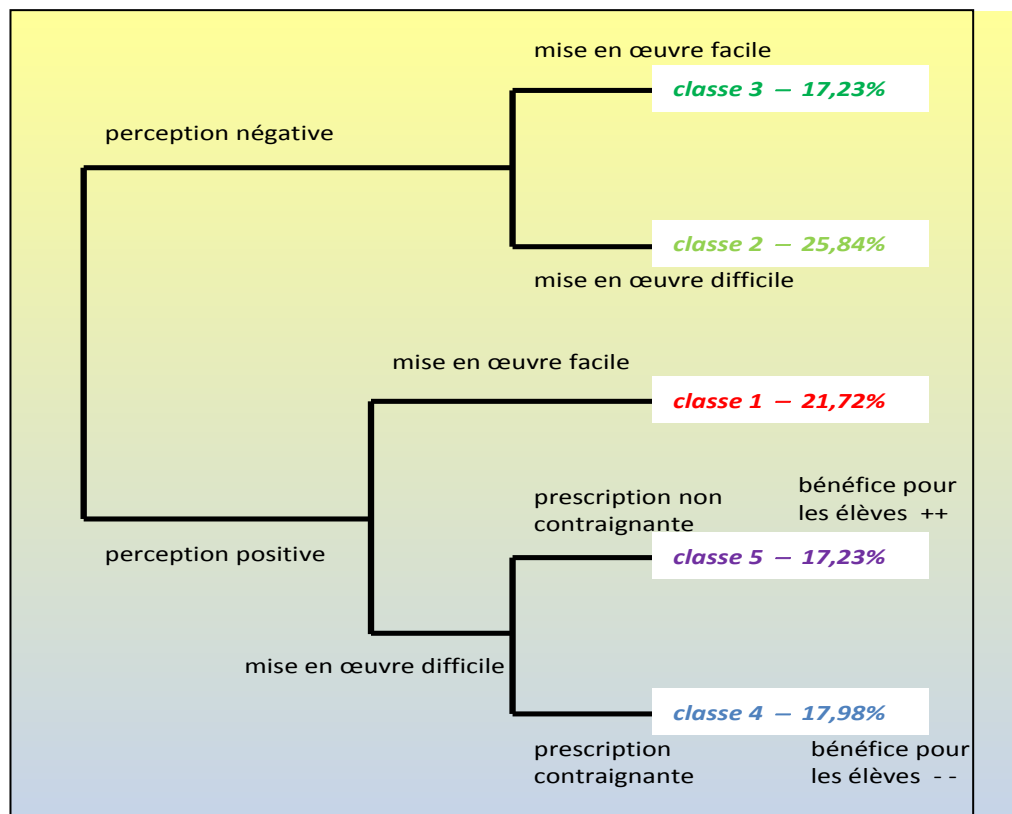 mise en œuvre facile
classe 3 – 17,23%
perception négative
classe 2 – 25,84%
mise en œuvre difficile
mise en œuvre facile
classe 1 – 21,72%
prescription non
contraignante
bénéfice pour
les élèves ++
classe 5 – 17,23%
perception positive
mise en œuvre difficile
classe 4 – 17,98%
prescription
contraignante
bénéfice pour
les élèves - -